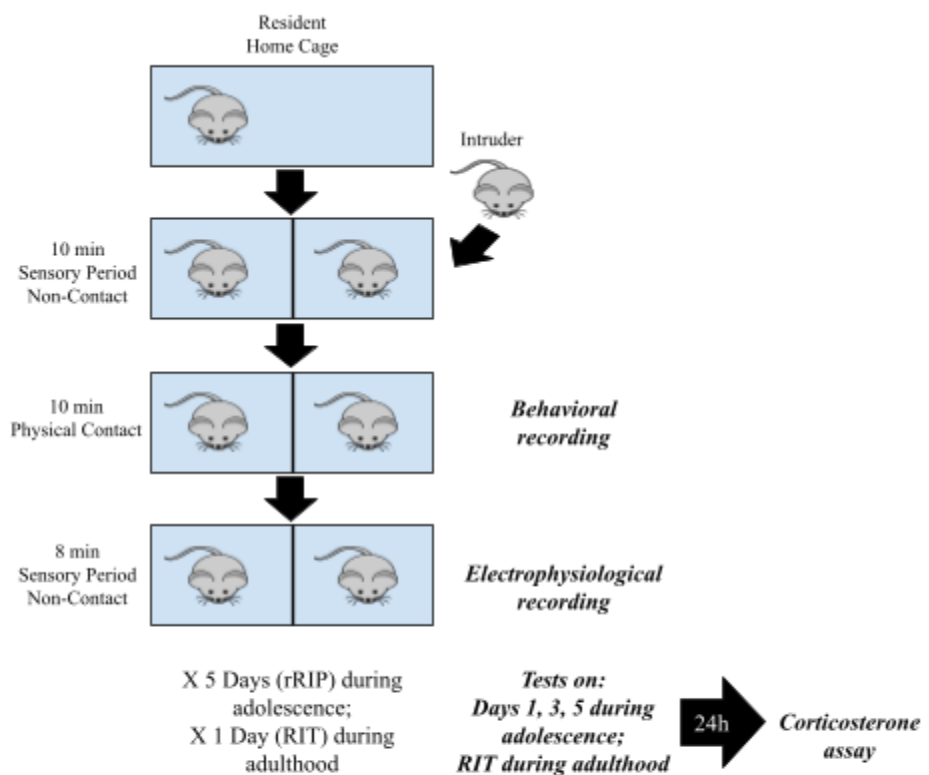 Resident
Home Cage
Intruder
10 min
Sensory Period
Non-Contact
10 min
Physical Contact
Behavioral
recording
8 min
Sensory Period
Non-Contact
Electrophysiological
recording
X 5 Days (rRIP) during
adolescence;
X 1 Day (RIT) during
adulthood
Tests on:
Days 1, 3, 5 during
adolescence;
RIT during adulthood
24h
Corticosterone
assay